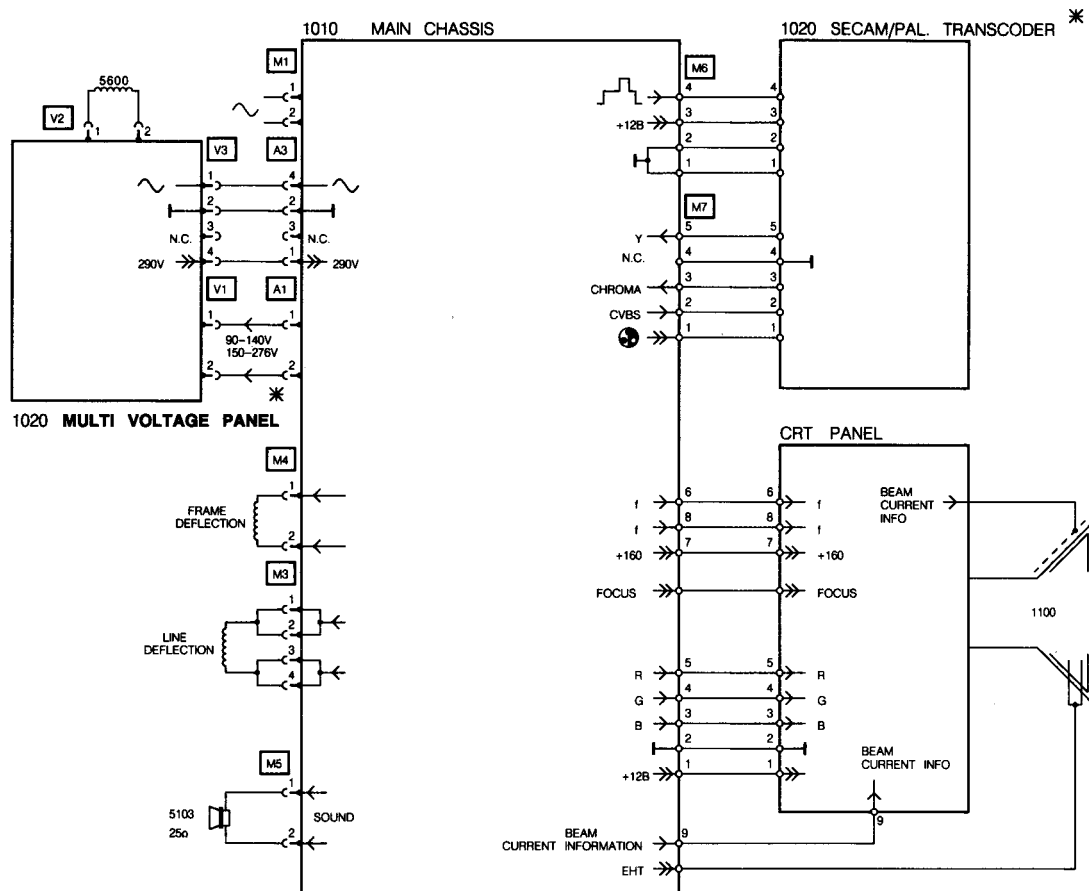 1010 MAIN CHASSIS
1020 SECAM/PAL. TRANSCODER *
M1
1
2
5600
V2
1 2
V3 A3
1 4
2 2
3 3
N.C. N.C.
4 1
290V 290V
V1 A1
1 1
90-140V
150-276V
2 2
*
1020 MULTI VOLTAGE PANEL
M6
4 4
+12B 3 3
2 2
1 1
M7
Y 5 5
N.C. 4 4
CHROMA 3 3
CVBS 2 2
1 1
M4
1
FRAME
DEFLECTION
2
M3
1
2
LINE
DEFLECTION
3
4
M5
1
5103
25Ω
SOUND
2
CRT PANEL
f 6 6 f
f 8 8 f
+160 7 7 +160
FOCUS FOCUS
R 5 5 R
G 4 4 G
B 3 3 B
2 2
+12B 1 1
BEAM
CURRENT
INFO
1100
BEAM
CURRENT INFO
9
BEAM
CURRENT INFORMATION
9
EHT